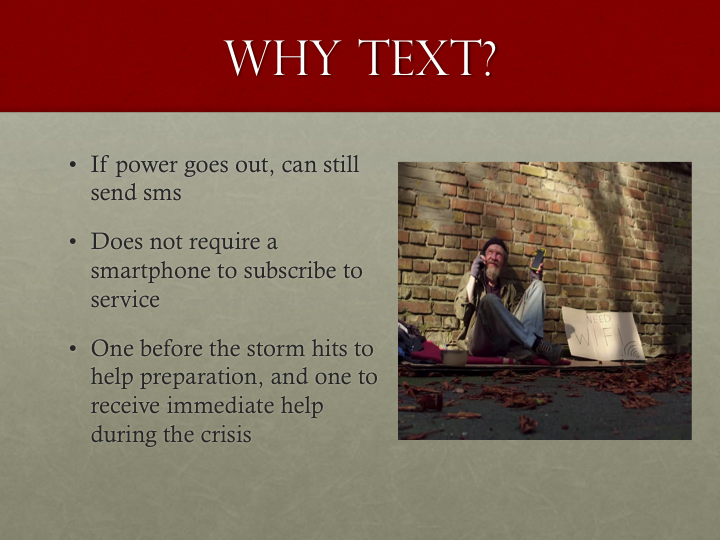 WHY TEXT?
• If power goes out, can still
send sms
• Does not require a
smartphone to subscribe to
service
• One before the storm hits to
help preparation, and one to
receive immediate help
during the crisis
NEED
WIFI